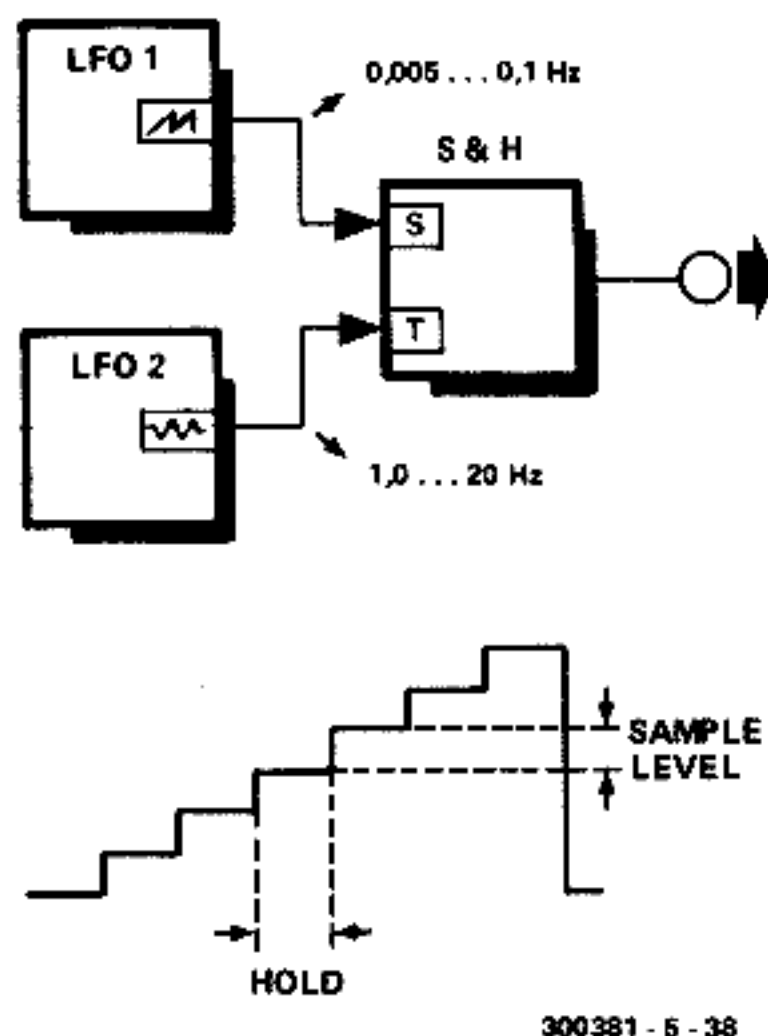 LFO 1
0,005 . . . 0,1 Hz
S & H
S
T
LFO 2
1,0 . . . 20 Hz
SAMPLE
LEVEL
HOLD
300381 - 5 - 38